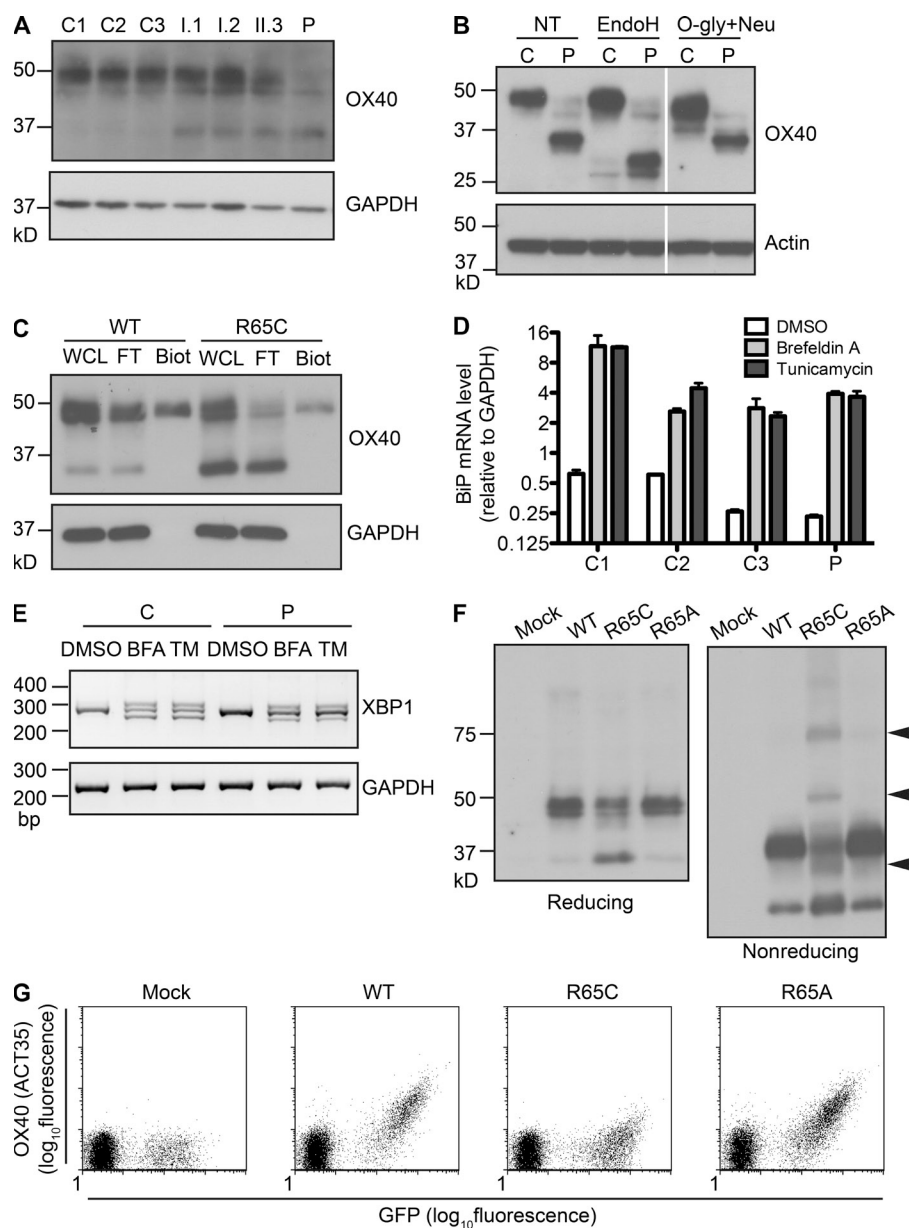 A
C1 C2 C3 I.1 I.2 II.3 P
50
OX40
37
37
GAPDH
kD
B
NT EndoH O-gly+Neu
C P C P C P
50
37
OX40
25
50
Actin
37
kD
C
WT R65C
WCL FT Biot WCL FT Biot
50
OX40
37
37
GAPDH
kD
D
DMSO
Brefeldin A
Tunicamycin
BiP mRNA level
(relative to GAPDH)
16
8
4
2
1
0.5
0.25
0.125
C1 C2 C3 P
E
C P
DMSO BFA TM DMSO BFA TM
400
300
XBP1
200
300
GAPDH
200
bp
F
Mock WT R65C R65A Mock WT R65C R65A
75
50
37
kD
Reducing
Nonreducing
G
Mock WT R65C R65A
OX40 (ACT35)
(log10fluorescence)
1 1 1 1
GFP (log10fluorescence)